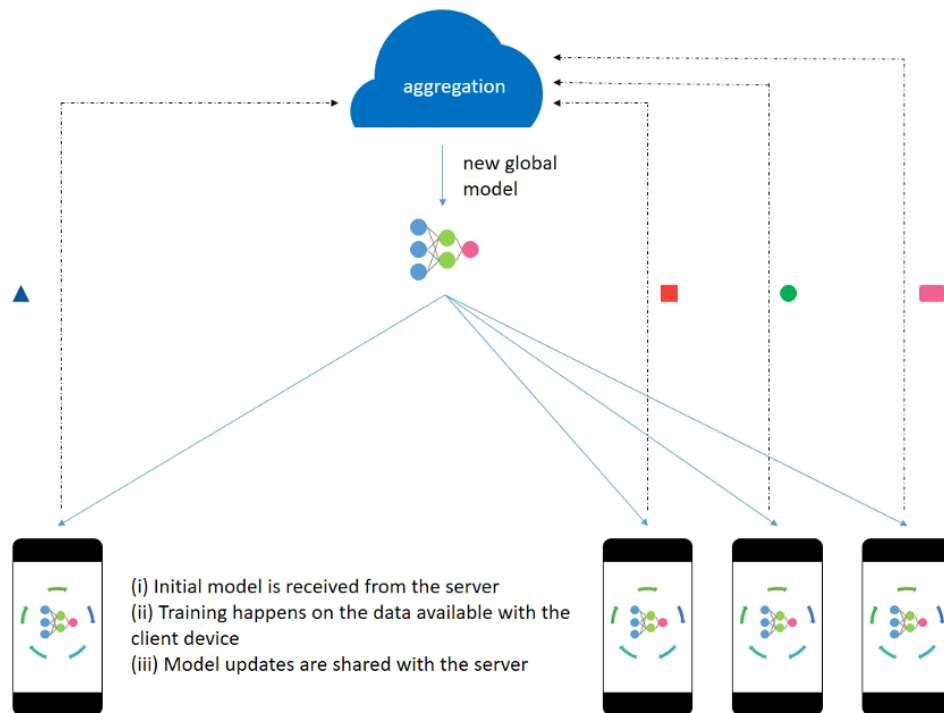 aggregation
new global
model
(i) Initial model is received from the server
(ii) Training happens on the data available with the
client device
(iii) Model updates are shared with the server